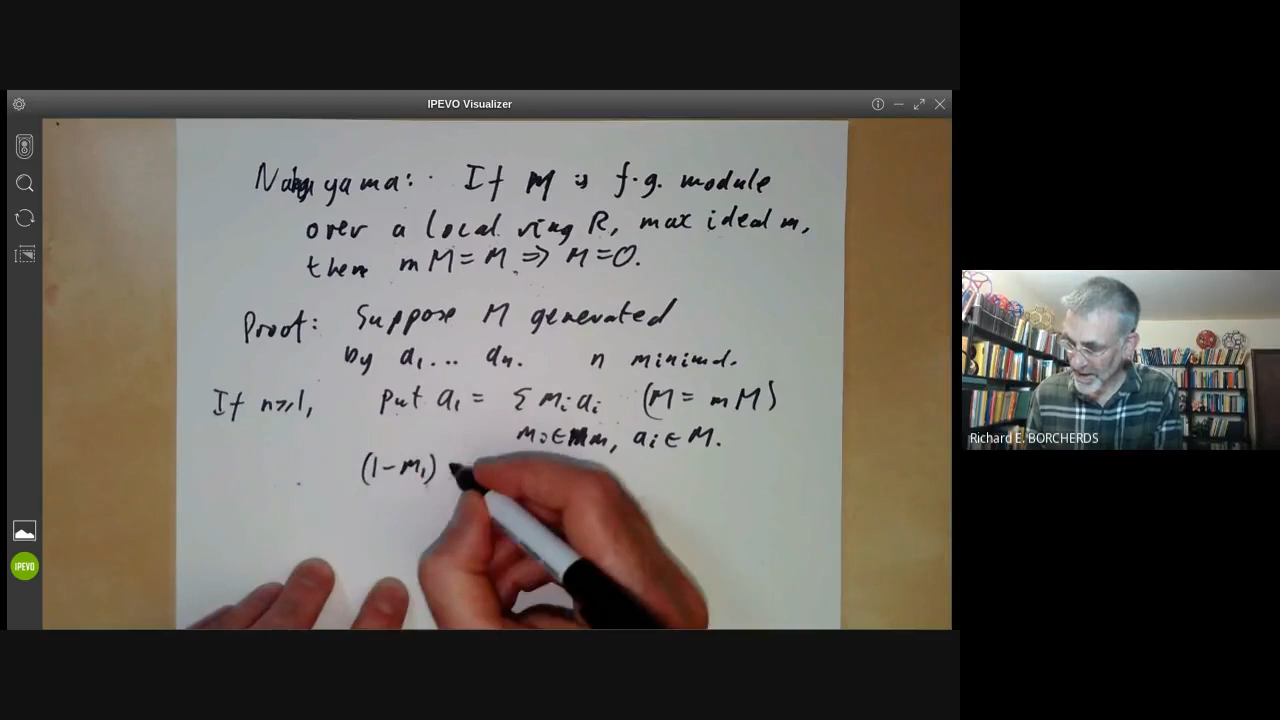 IPEVO Visualizer
Nakayama: If M is f.g. module
over a local ring R, max ideal m,
then m M = M ⇒ M = 0.
Proof: Suppose M generated
by a₁ ... aₙ. n minimal.
If n≥1, Put a₁ = Σ mᵢ aᵢ (M = mM)
mᵢ ∈ m, aᵢ ∈ M.
(1 - m₁)
Richard E. BORCHERDS
IPEVO